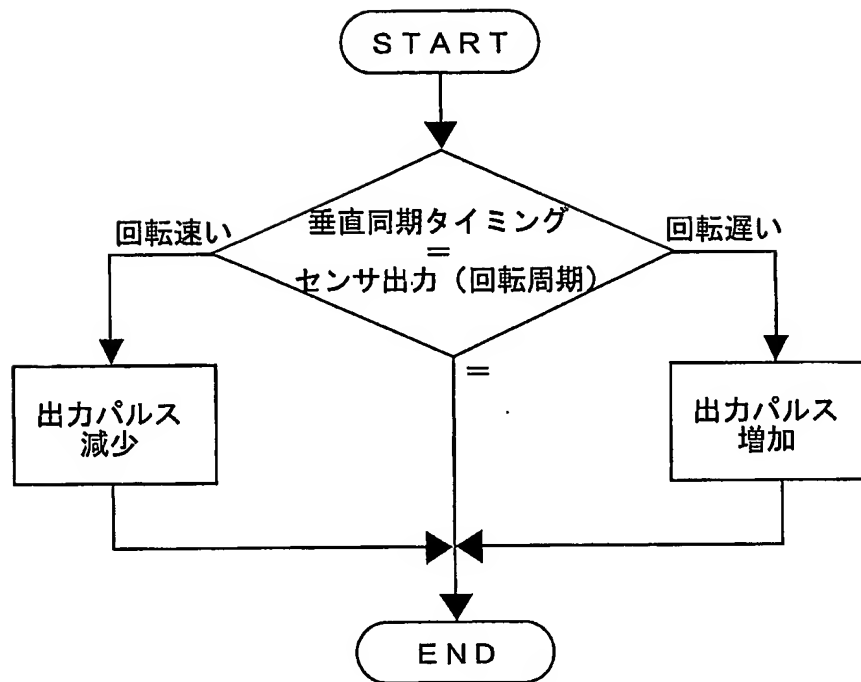 START
垂直同期タイミング
=
センサ出力（回転周期）
回転速い
回転遅い
=
出力パルス
減少
出力パルス
増加
END